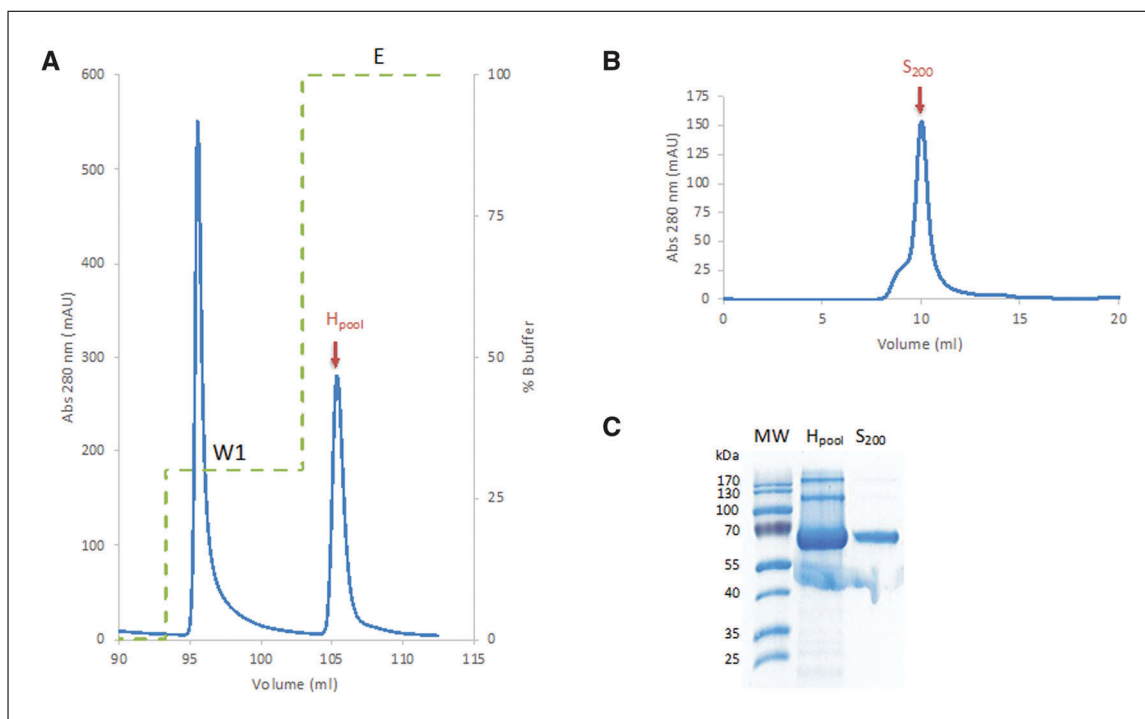 A
E
600
500
400
300
200
100
0
Abs 280 nm (mAU)
W1
Hpool
100
75
50
25
0
% B buffer
90
95
100
105
110
115
Volume (ml)
B
S200
175
150
125
100
75
50
25
0
Abs 280 nm (mAU)
0
5
10
15
20
Volume (ml)
C
MW Hpool S200
kDa
170
130
100
70
55
40
35
25